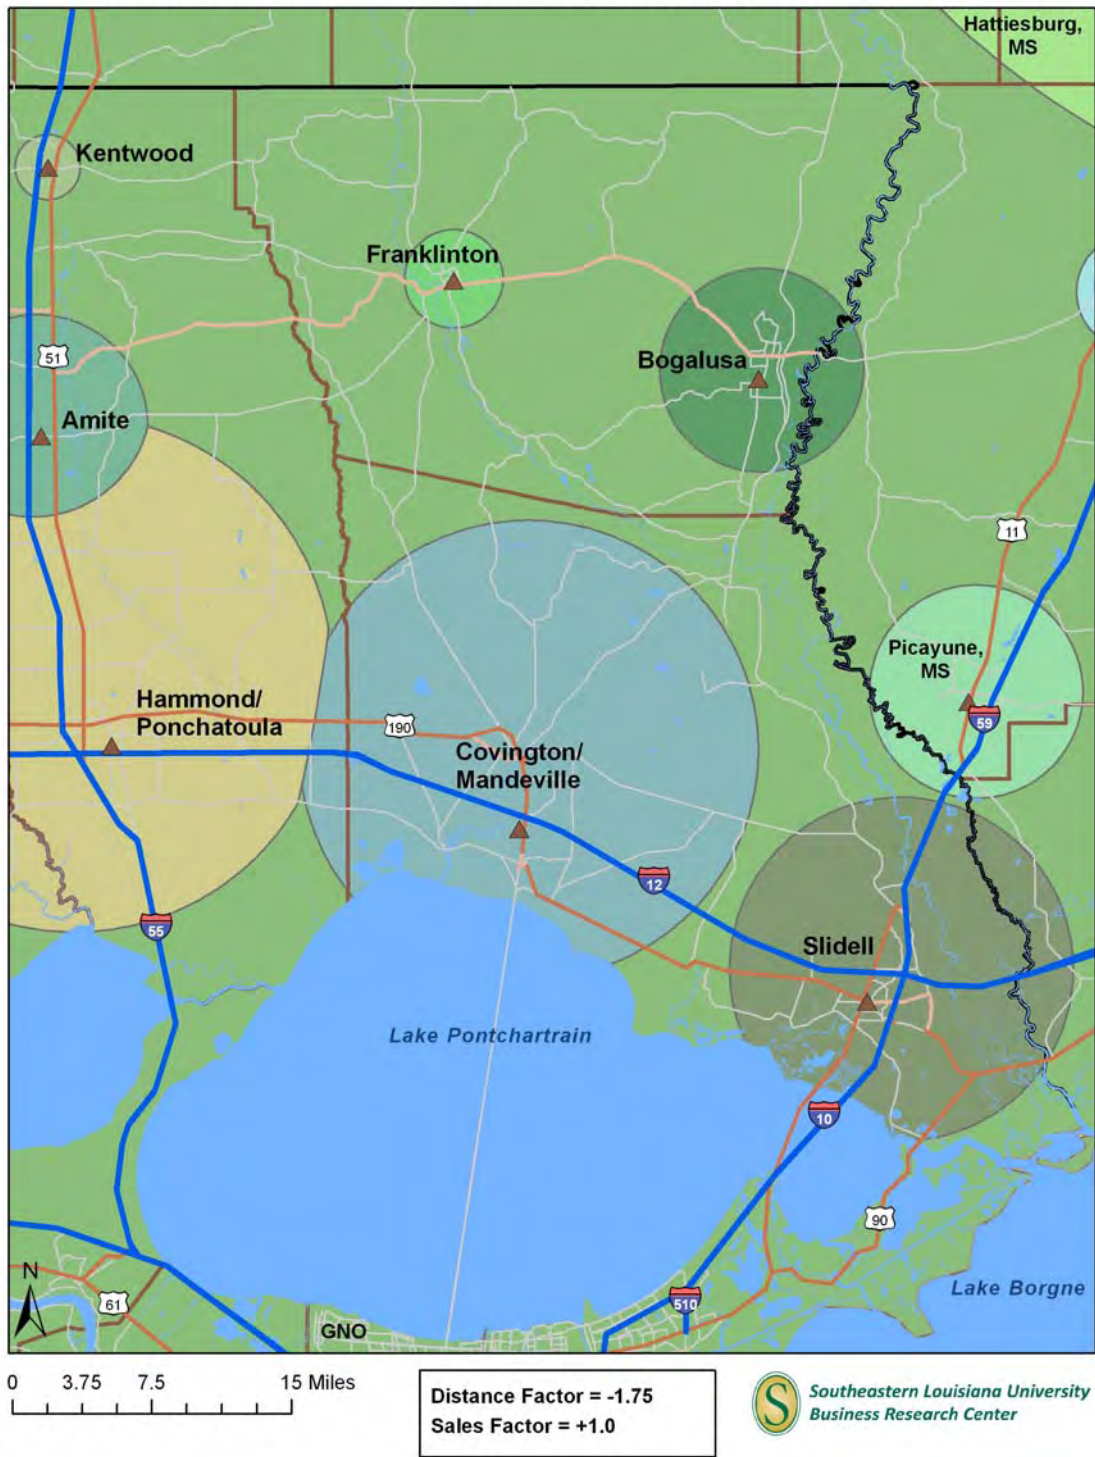 Hattiesburg,
MS
Kentwood
Franklinton
51
Bogalusa
Amite
11
Picayune,
MS
Hammond/
Ponchatoula
190
59
Covington/
Mandeville
12
55
Slidell
Lake Pontchartrain
10
90
N
61
510
Lake Borgne
GNO
0 3.75 7.5 15 Miles
Distance Factor = -1.75
Sales Factor = +1.0
S
Southeastern Louisiana University
Business Research Center